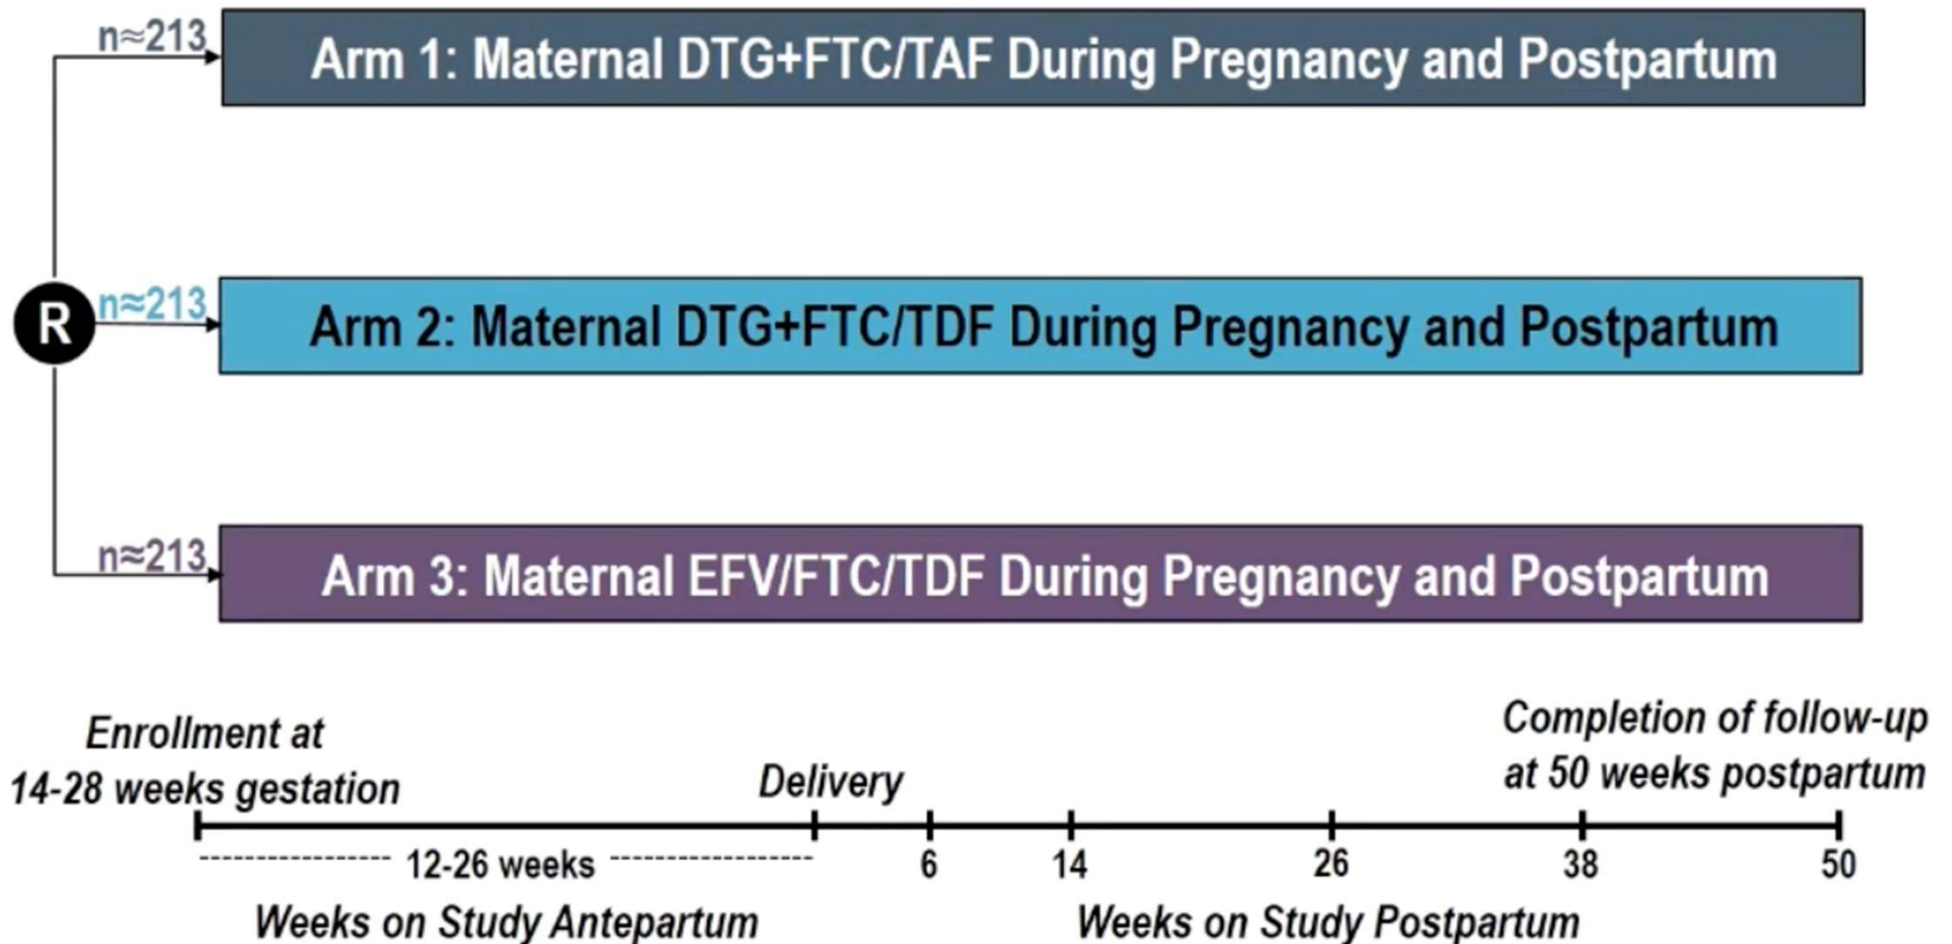 n≈213
Arm 1: Maternal DTG+FTC/TAF During Pregnancy and Postpartum
R
n≈213
Arm 2: Maternal DTG+FTC/TDF During Pregnancy and Postpartum
n≈213
Arm 3: Maternal EFV/FTC/TDF During Pregnancy and Postpartum
Enrollment at
14-28 weeks gestation
Delivery
Completion of follow-up
at 50 weeks postpartum
12-26 weeks
6
14
26
38
50
Weeks on Study Antepartum
Weeks on Study Postpartum